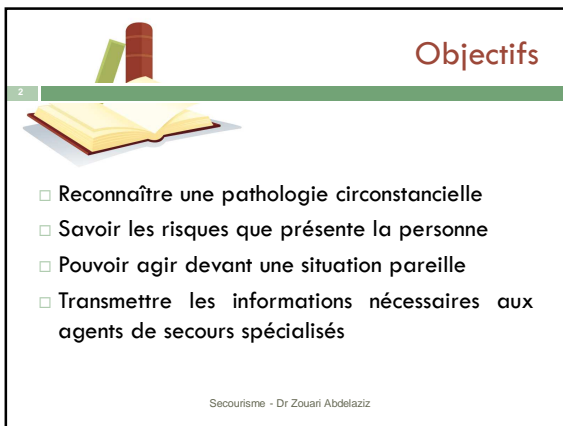 Objectifs
2
□ Reconnaître une pathologie circonstancielle
□ Savoir les risques que présente la personne
□ Pouvoir agir devant une situation pareille
□ Transmettre les informations nécessaires aux
agents de secours spécialisés
Secourisme - Dr Zouari Abdelaziz